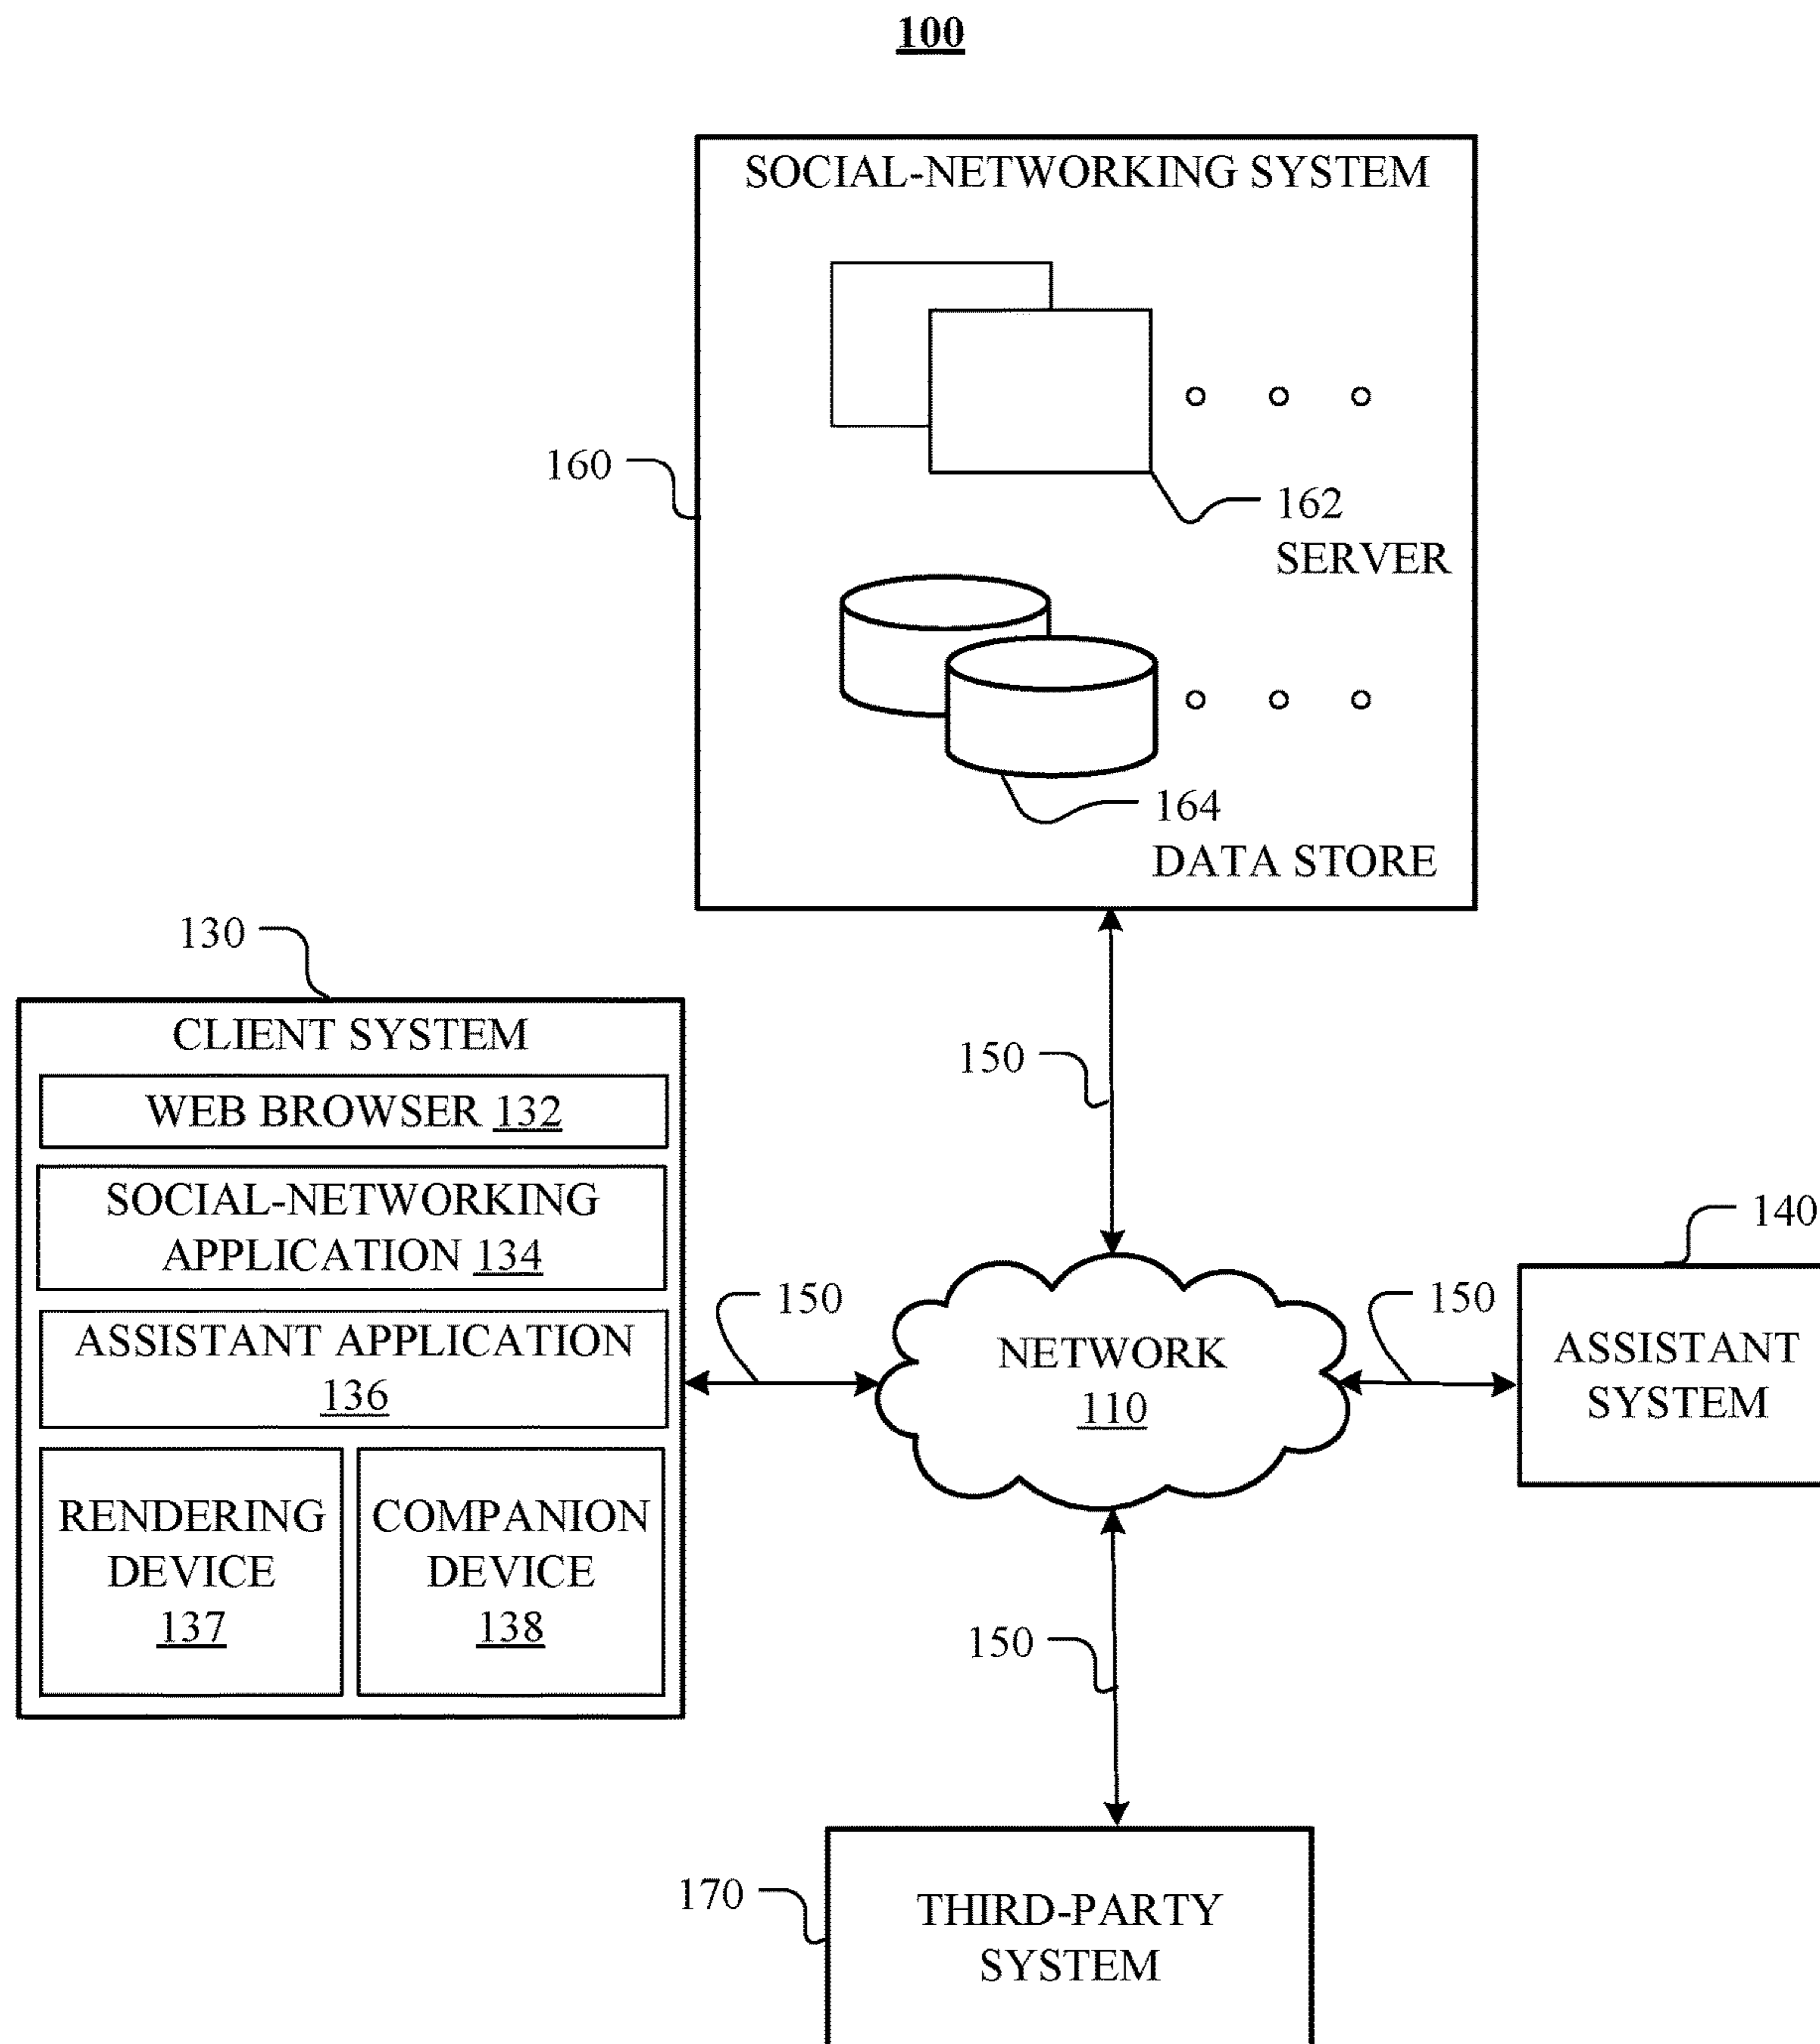 100
SOCIAL-NETWORKING SYSTEM
160
162
SERVER
164
DATA STORE
130
CLIENT SYSTEM
WEB BROWSER 132
SOCIAL-NETWORKING
APPLICATION 134
ASSISTANT APPLICATION
136
RENDERING
DEVICE
137
COMPANION
DEVICE
138
150
150
NETWORK
110
150
140
ASSISTANT
SYSTEM
150
170
THIRD-PARTY
SYSTEM